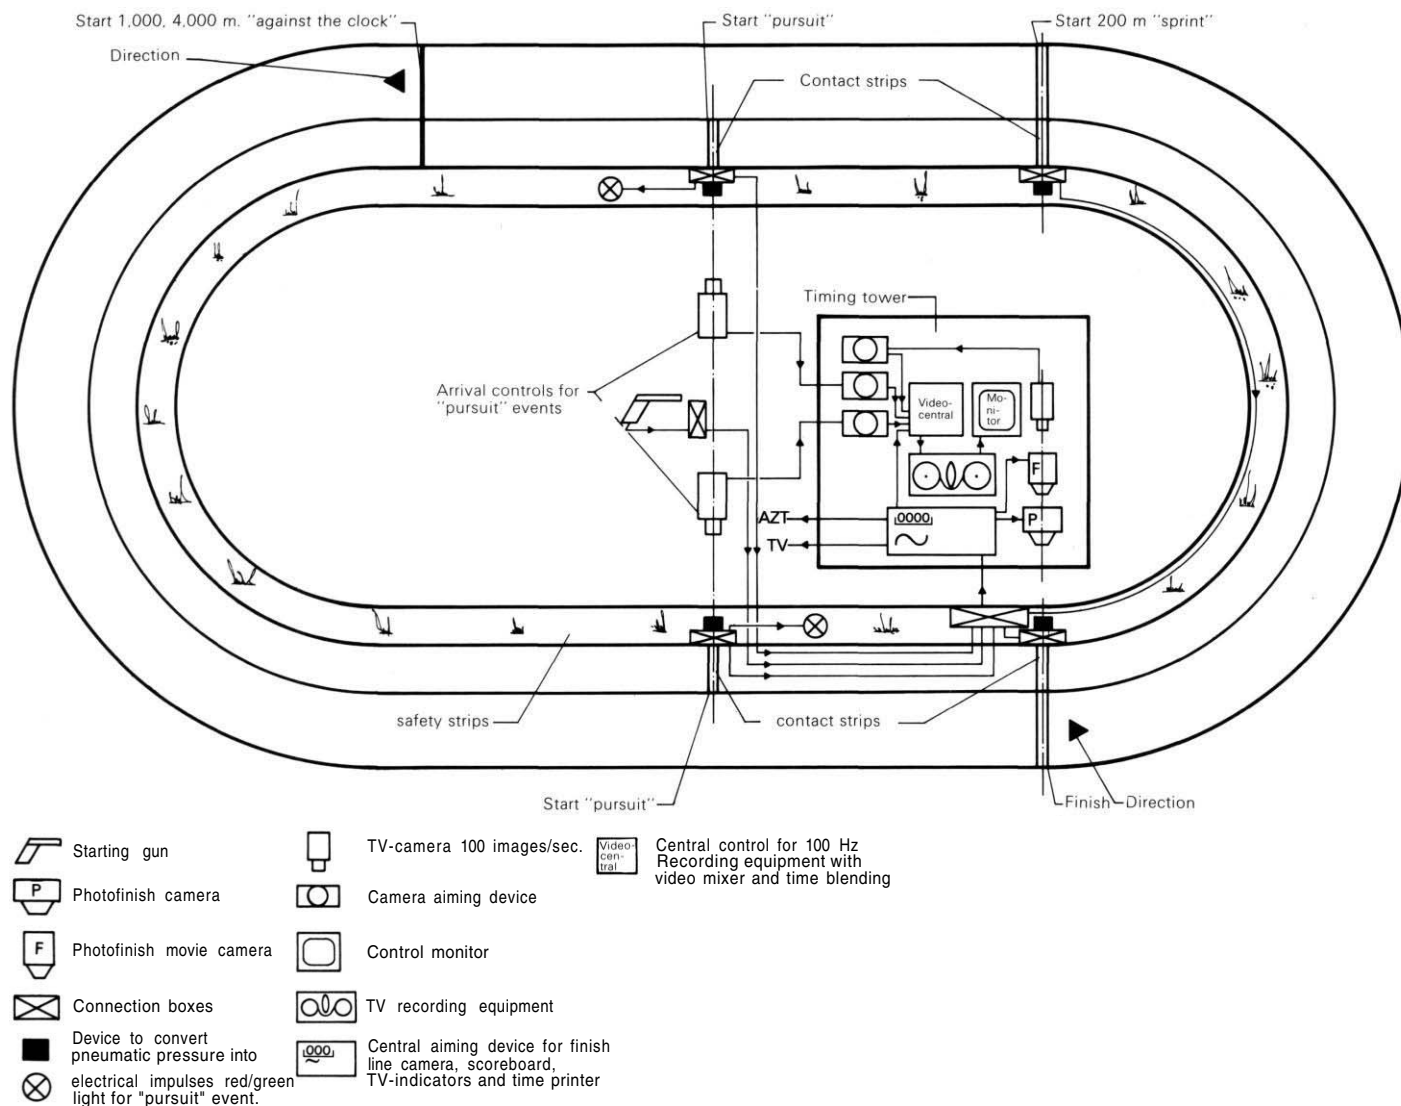 Start 1,000, 4,000 m. "against the clock"
Start "pursuit"
Start 200 m "sprint"
Direction
Contact strips
Timing tower
Arrival controls for
"pursuit" events
Video-
central
Mo-
ni-
tor
F
0000
P
AZT
TV
safety strips
contact strips
Start "pursuit"
Finish
Direction
Starting gun
P
Photofinish camera
F
Photofinish movie camera
Connection boxes
Device to convert
pneumatic pressure into
electrical impulses red/green
light for "pursuit" event.
TV-camera 100 images/sec.
Camera aiming device
Control monitor
TV recording equipment
000
Central aiming device for finish
line camera, scoreboard,
TV-indicators and time printer
Video-
cen-
tral
Central control for 100 Hz
Recording equipment with
video mixer and time blending